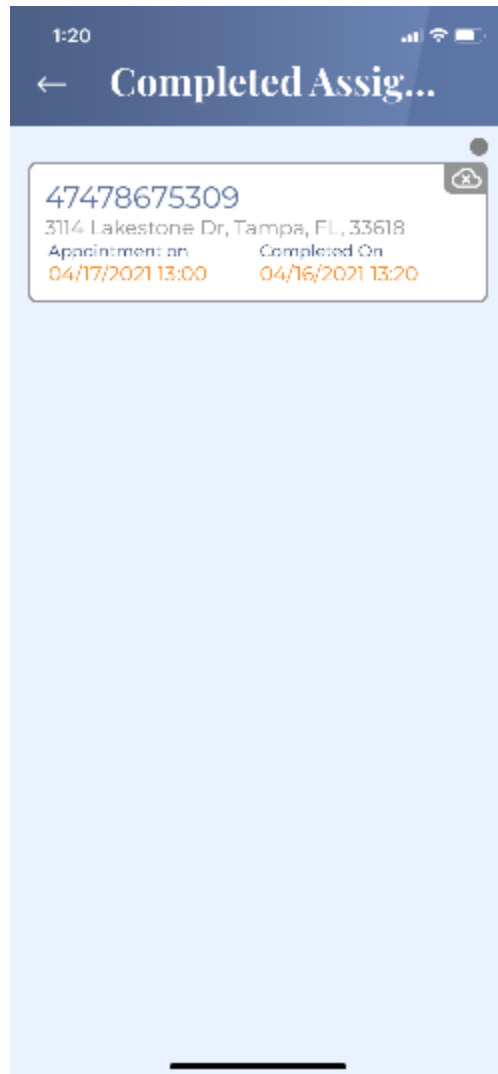 1:20
← Completed Assig...
47478675309
3114 Lakestone Dr, Tampa, FL, 33618
Appointment on Completed On
04/17/2021 13:00 04/16/2021 13:20